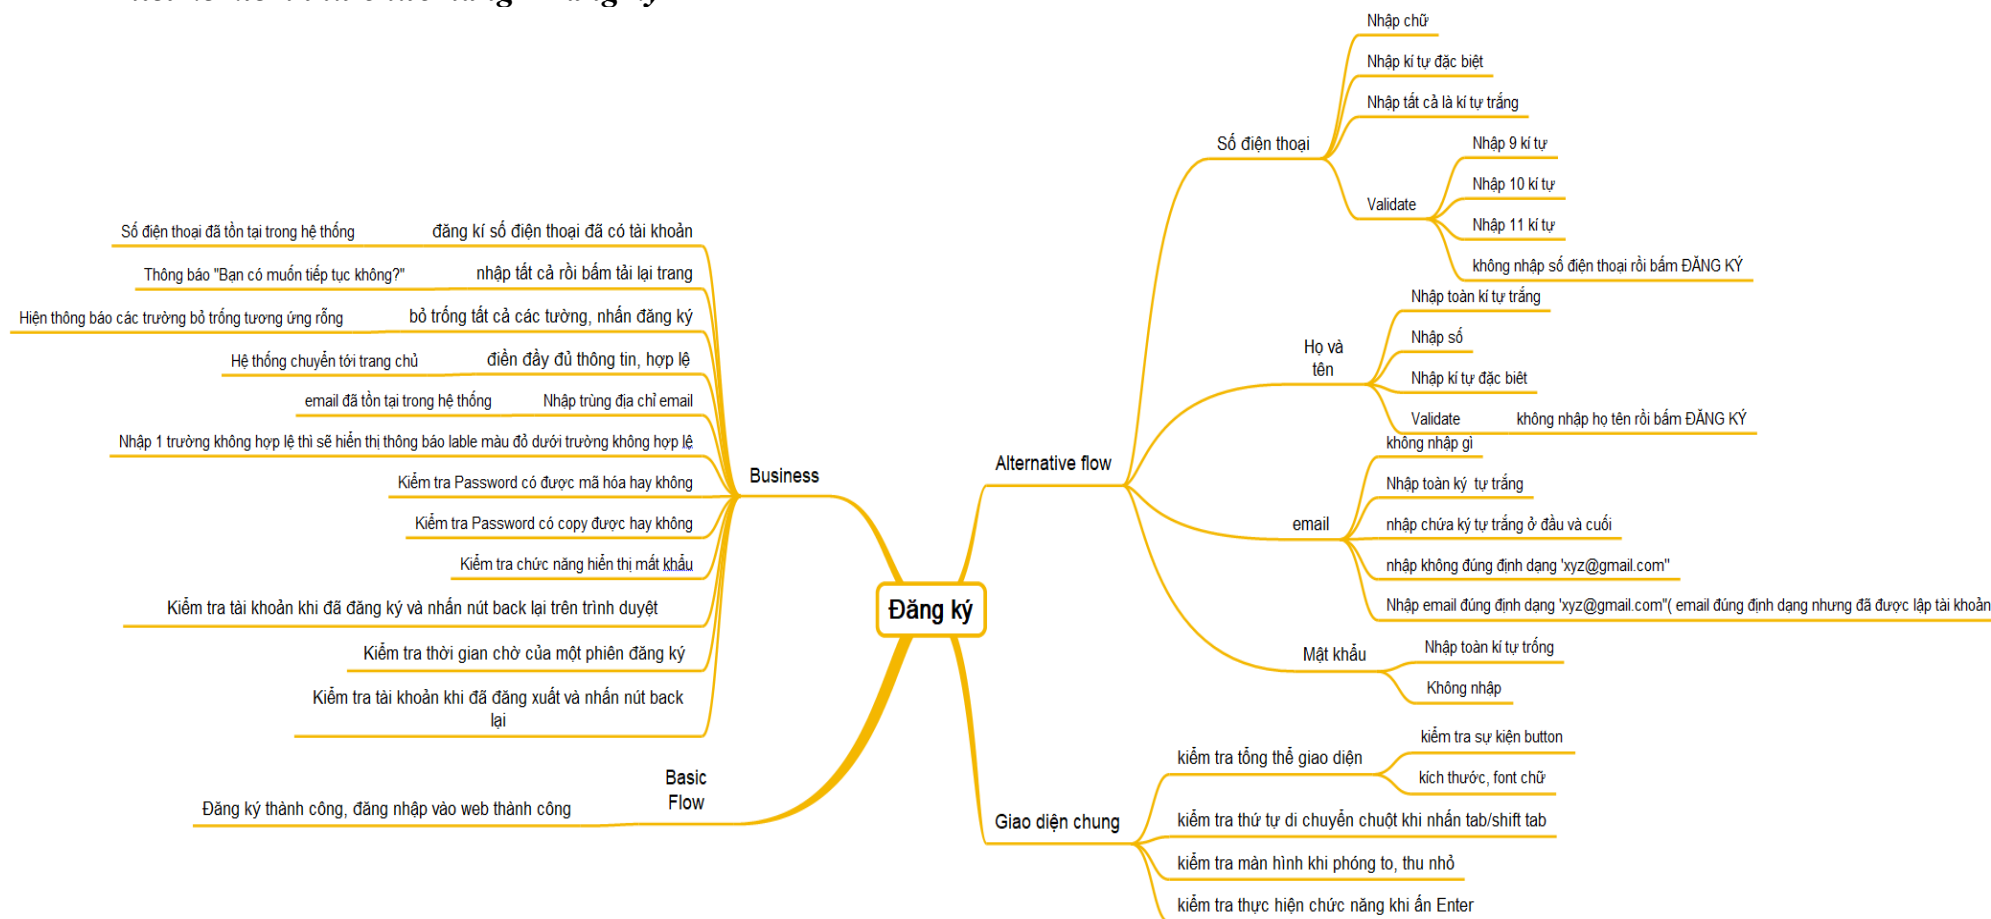 Nhập chữ
Nhập kí tự đặc biệt
Nhập tất cả là kí tự trắng
Số điện thoại
Nhập 9 kí tự
Nhập 10 kí tự
Validate
Nhập 11 kí tự
không nhập số điện thoại rồi bấm ĐĂNG KÝ
Nhập toàn kí tự trắng
Nhập số
Họ và
tên
Nhập kí tự đặc biêt
Validate
không nhập họ tên rồi bấm ĐĂNG KÝ
Alternative flow
không nhập gì
Nhập toàn ký tự trắng
email
nhập chứa ký tự trắng ở đầu và cuối
nhập không đúng định dạng 'xyz@gmail.com"
Nhập email đúng định dạng 'xyz@gmail.com"( email đúng định dạng nhưng đã được lập tài khoản
Mật khẩu
Nhập toàn kí tự trống
Không nhập
Số điện thoại đã tồn tại trong hệ thống
đăng kí số điện thoại đã có tài khoản
Thông báo "Bạn có muốn tiếp tục không?"
nhập tất cả rồi bấm tải lại trang
Hiện thông báo các trường bỏ trống tương ứng rỗng
bỏ trống tất cả các tường, nhấn đăng ký
Hệ thống chuyển tới trang chủ
điền đầy đủ thông tin, hợp lệ
email đã tồn tại trong hệ thống
Nhập trùng địa chỉ email
Nhập 1 trường không hợp lệ thì sẽ hiển thị thông báo lable màu đỏ dưới trường không hợp lệ
Business
Kiểm tra Password có được mã hóa hay không
Kiểm tra Password có copy được hay không
Kiểm tra chức năng hiển thị mất khẩu
Kiểm tra tài khoản khi đã đăng ký và nhấn nút back lại trên trình duyệt
Kiểm tra thời gian chờ của một phiên đăng ký
Kiểm tra tài khoản khi đã đăng xuất và nhấn nút back
lại
Đăng ký
Basic
Flow
Đăng ký thành công, đăng nhập vào web thành công
kiểm tra tổng thể giao diện
kiểm tra sự kiện button
kích thước, font chữ
Giao diện chung
kiểm tra thứ tự di chuyển chuột khi nhấn tab/shift tab
kiểm tra màn hình khi phóng to, thu nhỏ
kiểm tra thực hiện chức năng khi ấn Enter